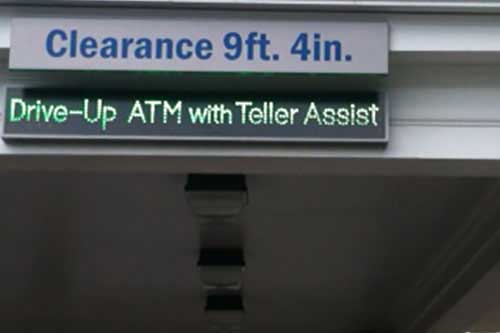 Clearance 9ft. 4in.
Drive-Up ATM with Teller Assist